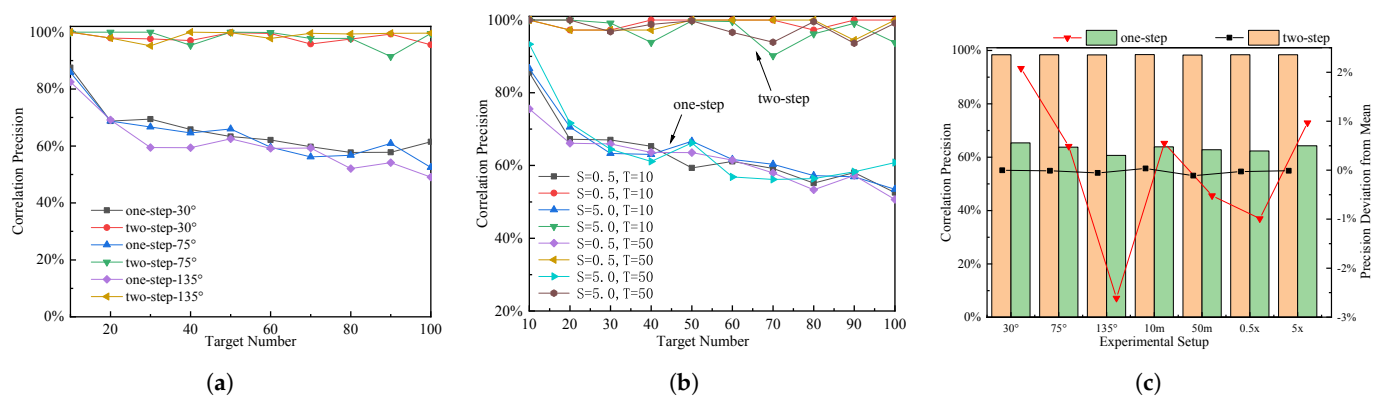 100%
80%
60%
40%
20%
0%
Correlation Precision
one-step-30°
two-step-30°
one-step-75°
two-step-75°
one-step-135°
two-step-135°
20
40
60
80
100
Target Number
(a)
100%
80%
60%
40%
20%
Correlation Precision
one-step
two-step
S=0.5, T=10
S=0.5, T=10
S=5.0, T=10
S=5.0, T=10
S=0.5, T=50
S=0.5, T=50
S=5.0, T=50
S=5.0, T=50
10
20
30
40
50
60
70
80
90
100
Target Number
(b)
one-step
two-step
100%
80%
60%
40%
20%
0%
Correlation Precision
2%
1%
0%
-1%
-2%
-3%
Precision Deviation from Mean
30°
75°
135°
10m
50m
0.5x
5x
Experimental Setup
(c)